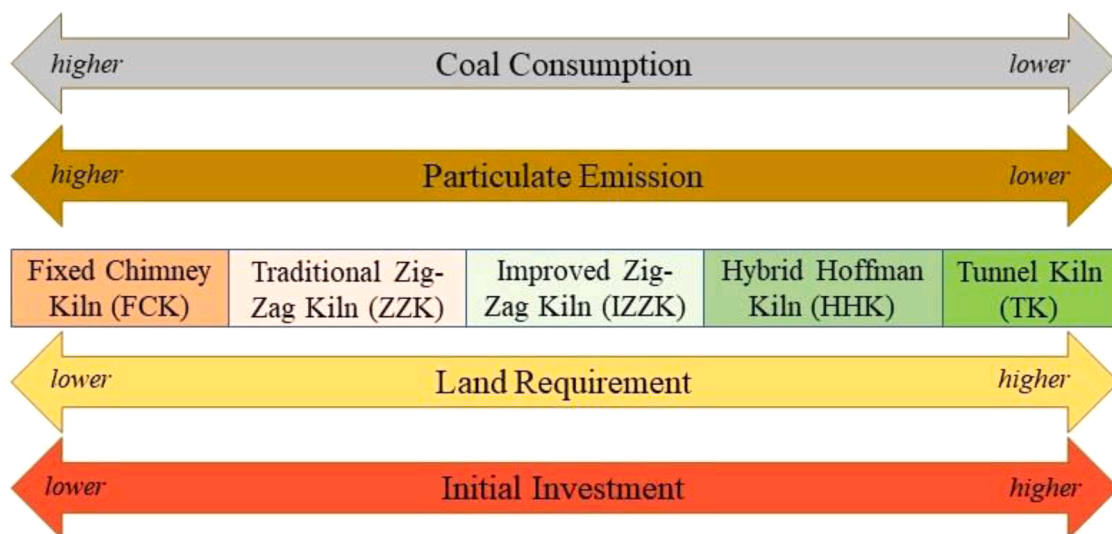 higher Coal Consumption lower
higher Particulate Emission lower
Fixed Chimney
Kiln (FCK)
Traditional Zig-
Zag Kiln (ZZK)
Improved Zig-
Zag Kiln (IZZK)
Hybrid Hoffman
Kiln (HHK)
Tunnel Kiln
(TK)
lower Land Requirement higher
lower Initial Investment higher